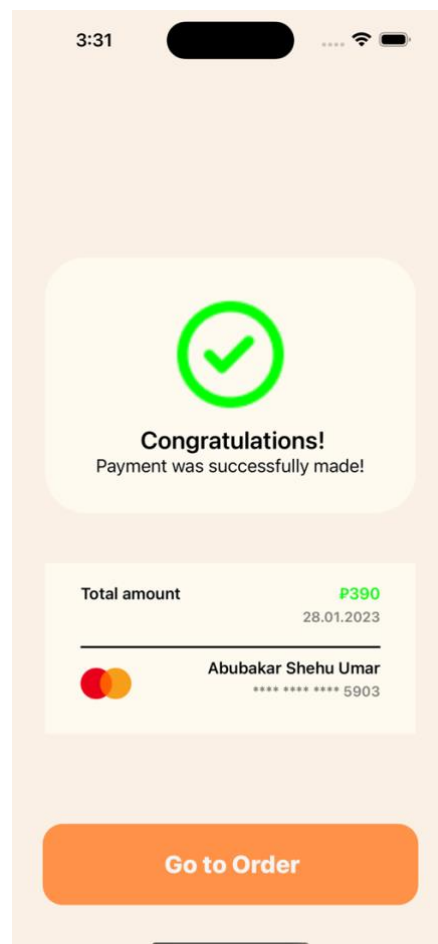 3:31
Congratulations!
Payment was successfully made!
Total amount
₽390
28.01.2023
Abubakar Shehu Umar
**** **** **** 5903
Go to Order